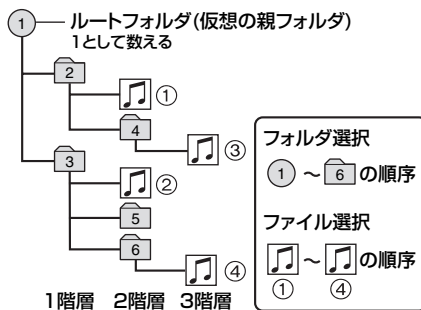 1 ルートフォルダ(仮想の親フォルダ)
1として数える
2
①
4
③
3
②
5
6
④
1階層 2階層 3階層
フォルダ選択
1 ~ 6 の順序
ファイル選択
~ の順序
① ④